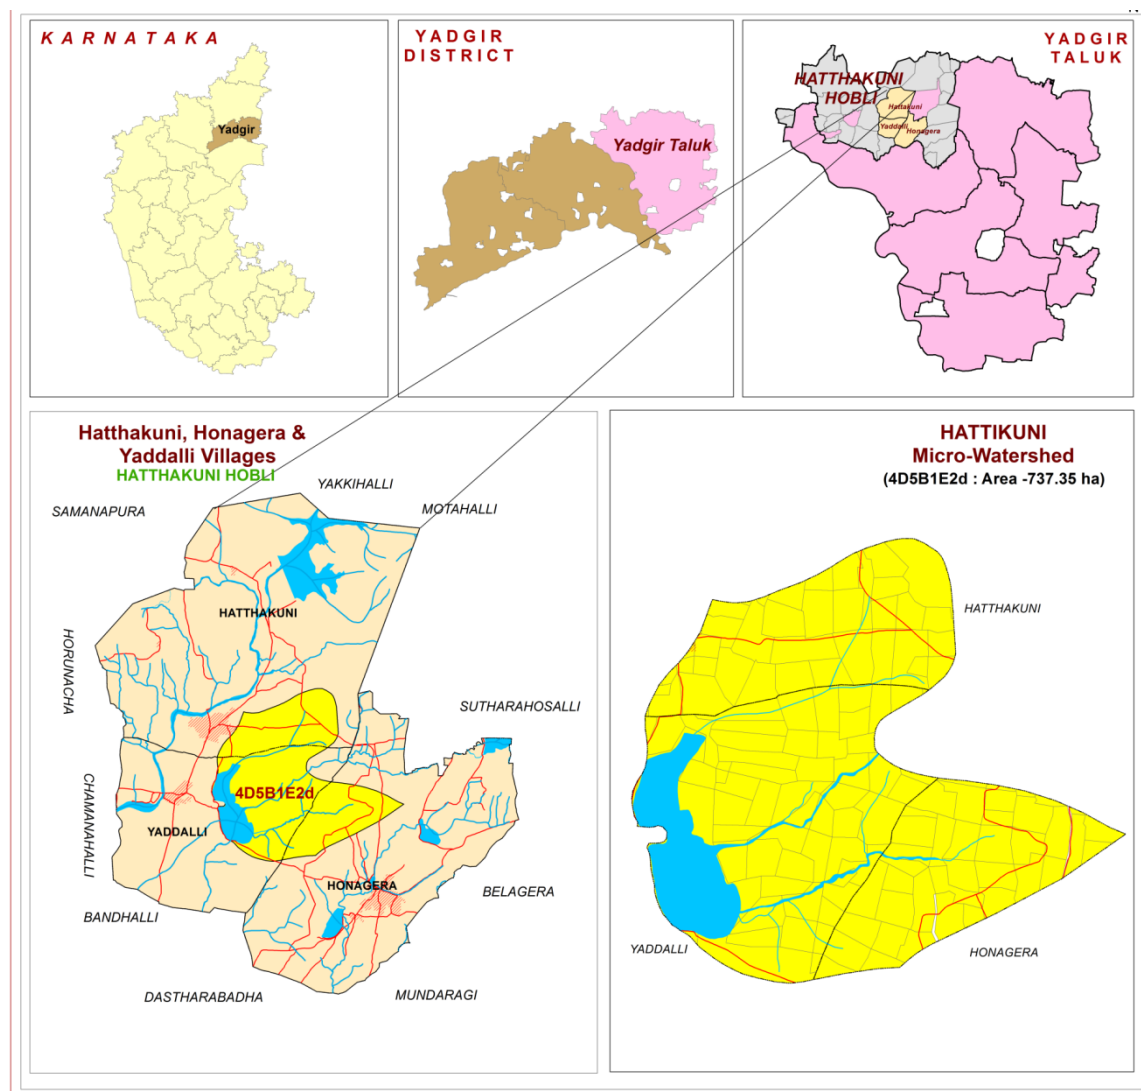 KARNATAKA
Yadgir
YADGIR
DISTRICT
Yadgir Taluk
YADGIR
TALUK
HATTHAKUNI
HOBLI
Hattakuni
Yaddalli
Honagera
Hatthakuni, Honagera &
Yaddalli Villages
HATTHAKUNI HOBLI
SAMANAPURA
YAKKIHALLI
MOTAHALLI
HATTHAKUNI
HORUNACHA
SUTHARAHOSALLI
4D5B1E2d
CHAMANAHALLI
YADDALLI
HONAGERA
BELAGERA
BANDHALLI
DASTHARABADHA
MUNDARAGI
HATTIKUNI
Micro-Watershed
(4D5B1E2d : Area -737.35 ha)
HATTHAKUNI
YADDALLI
HONAGERA